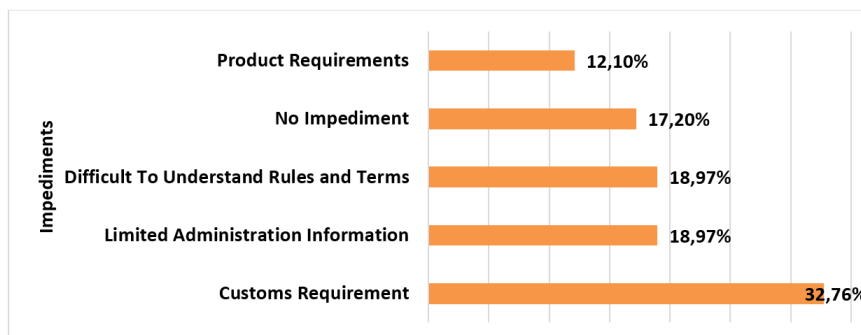 Impediments
Product Requirements 12,10%
No Impediment 17,20%
Difficult To Understand Rules and Terms 18,97%
Limited Administration Information 18,97%
Customs Requirement 32,76%